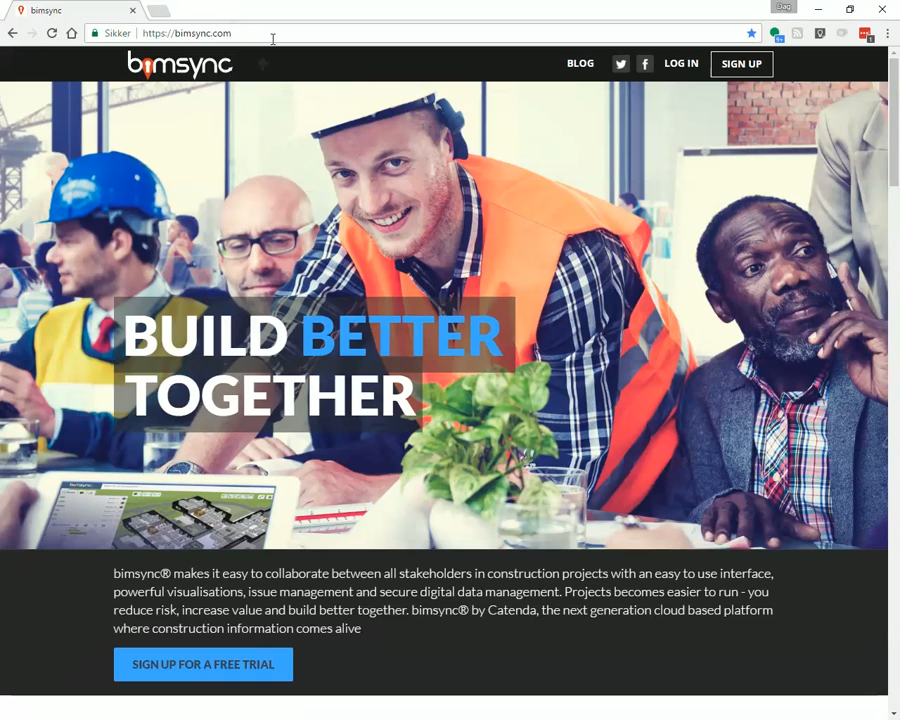 bimsync
Dag
Sikker
https://bimsync.com
bimsync
BLOG
LOG IN
SIGN UP
BUILD BETTER
TOGETHER
bimsync
bimsync® makes it easy to collaborate between all stakeholders in construction projects with an easy to use interface,
powerful visualisations, issue management and secure digital data management. Projects becomes easier to run - you
reduce risk, increase value and build better together. bimsync® by Catenda, the next generation cloud based platform
where construction information comes alive
SIGN UP FOR A FREE TRIAL